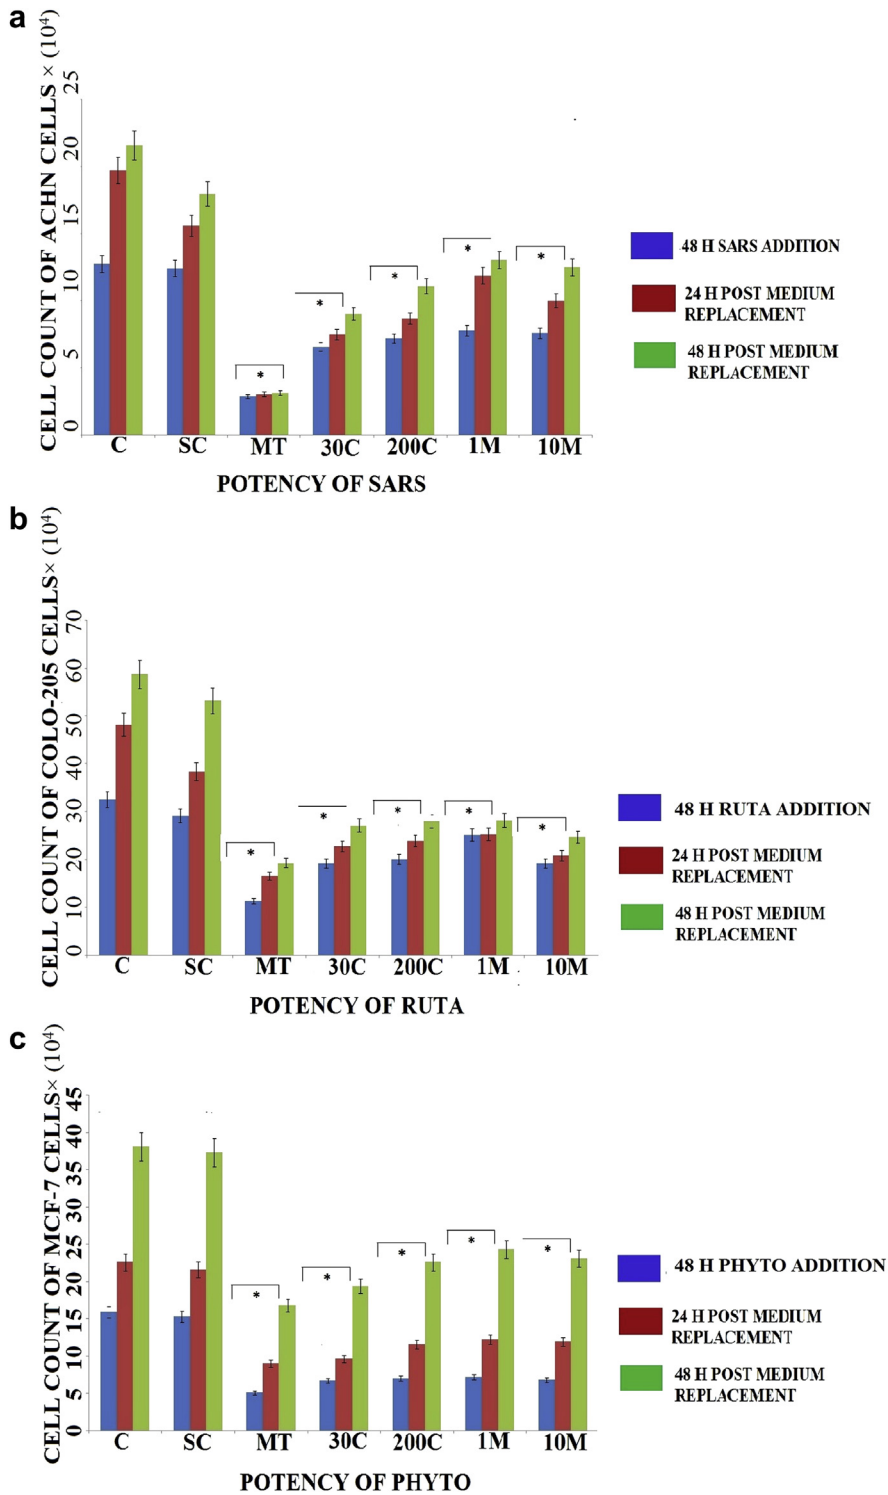 a
CELL COUNT OF ACHN CELLS × (10⁴)
25
20
15
10
5
0
*
*
*
*
*
C SC MT 30C 200C 1M 10M
POTENCY OF SARS
48 H SARS ADDITION
24 H POST MEDIUM
REPLACEMENT
48 H POST MEDIUM
REPLACEMENT
b
CELL COUNT OF COLO-205 CELLS× (10⁴)
70
60
50
40
30
20
10
0
*
*
*
*
*
C SC MT 30C 200C 1M 10M
POTENCY OF RUTA
48 H RUTA ADDITION
24 H POST MEDIUM
REPLACEMENT
48 H POST MEDIUM
REPLACEMENT
c
CELL COUNT OF MCF-7 CELLS× (10⁴)
45
40
35
30
25
20
15
10
5
0
*
*
*
*
*
C SC MT 30C 200C 1M 10M
POTENCY OF PHYTO
48 H PHYTO ADDITION
24 H POST MEDIUM
REPLACEMENT
48 H POST MEDIUM
REPLACEMENT